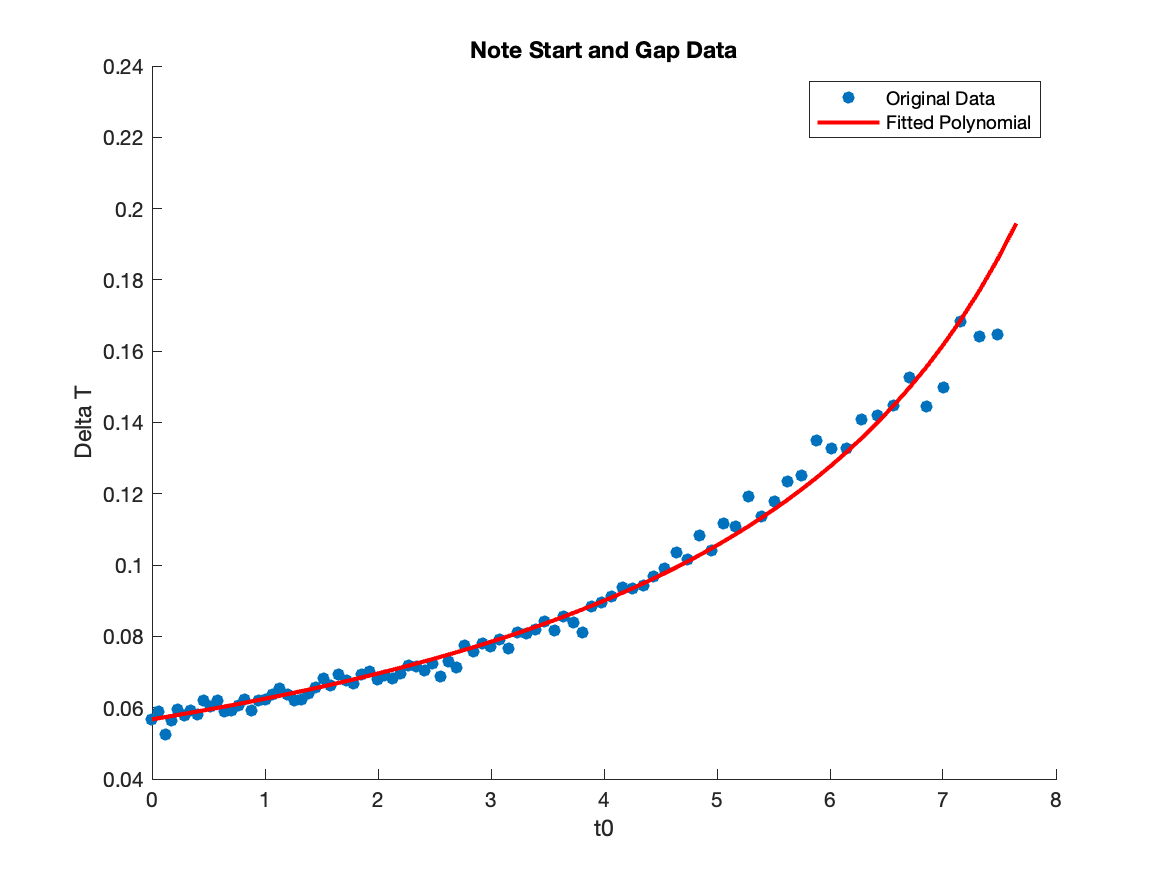 Note Start and Gap Data
0.24
0.22
0.2
0.18
0.16
0.14
0.12
0.1
0.08
0.06
0.04
Delta T
Original Data
Fitted Polynomial
0 1 2 3 4 5 6 7 8
t0